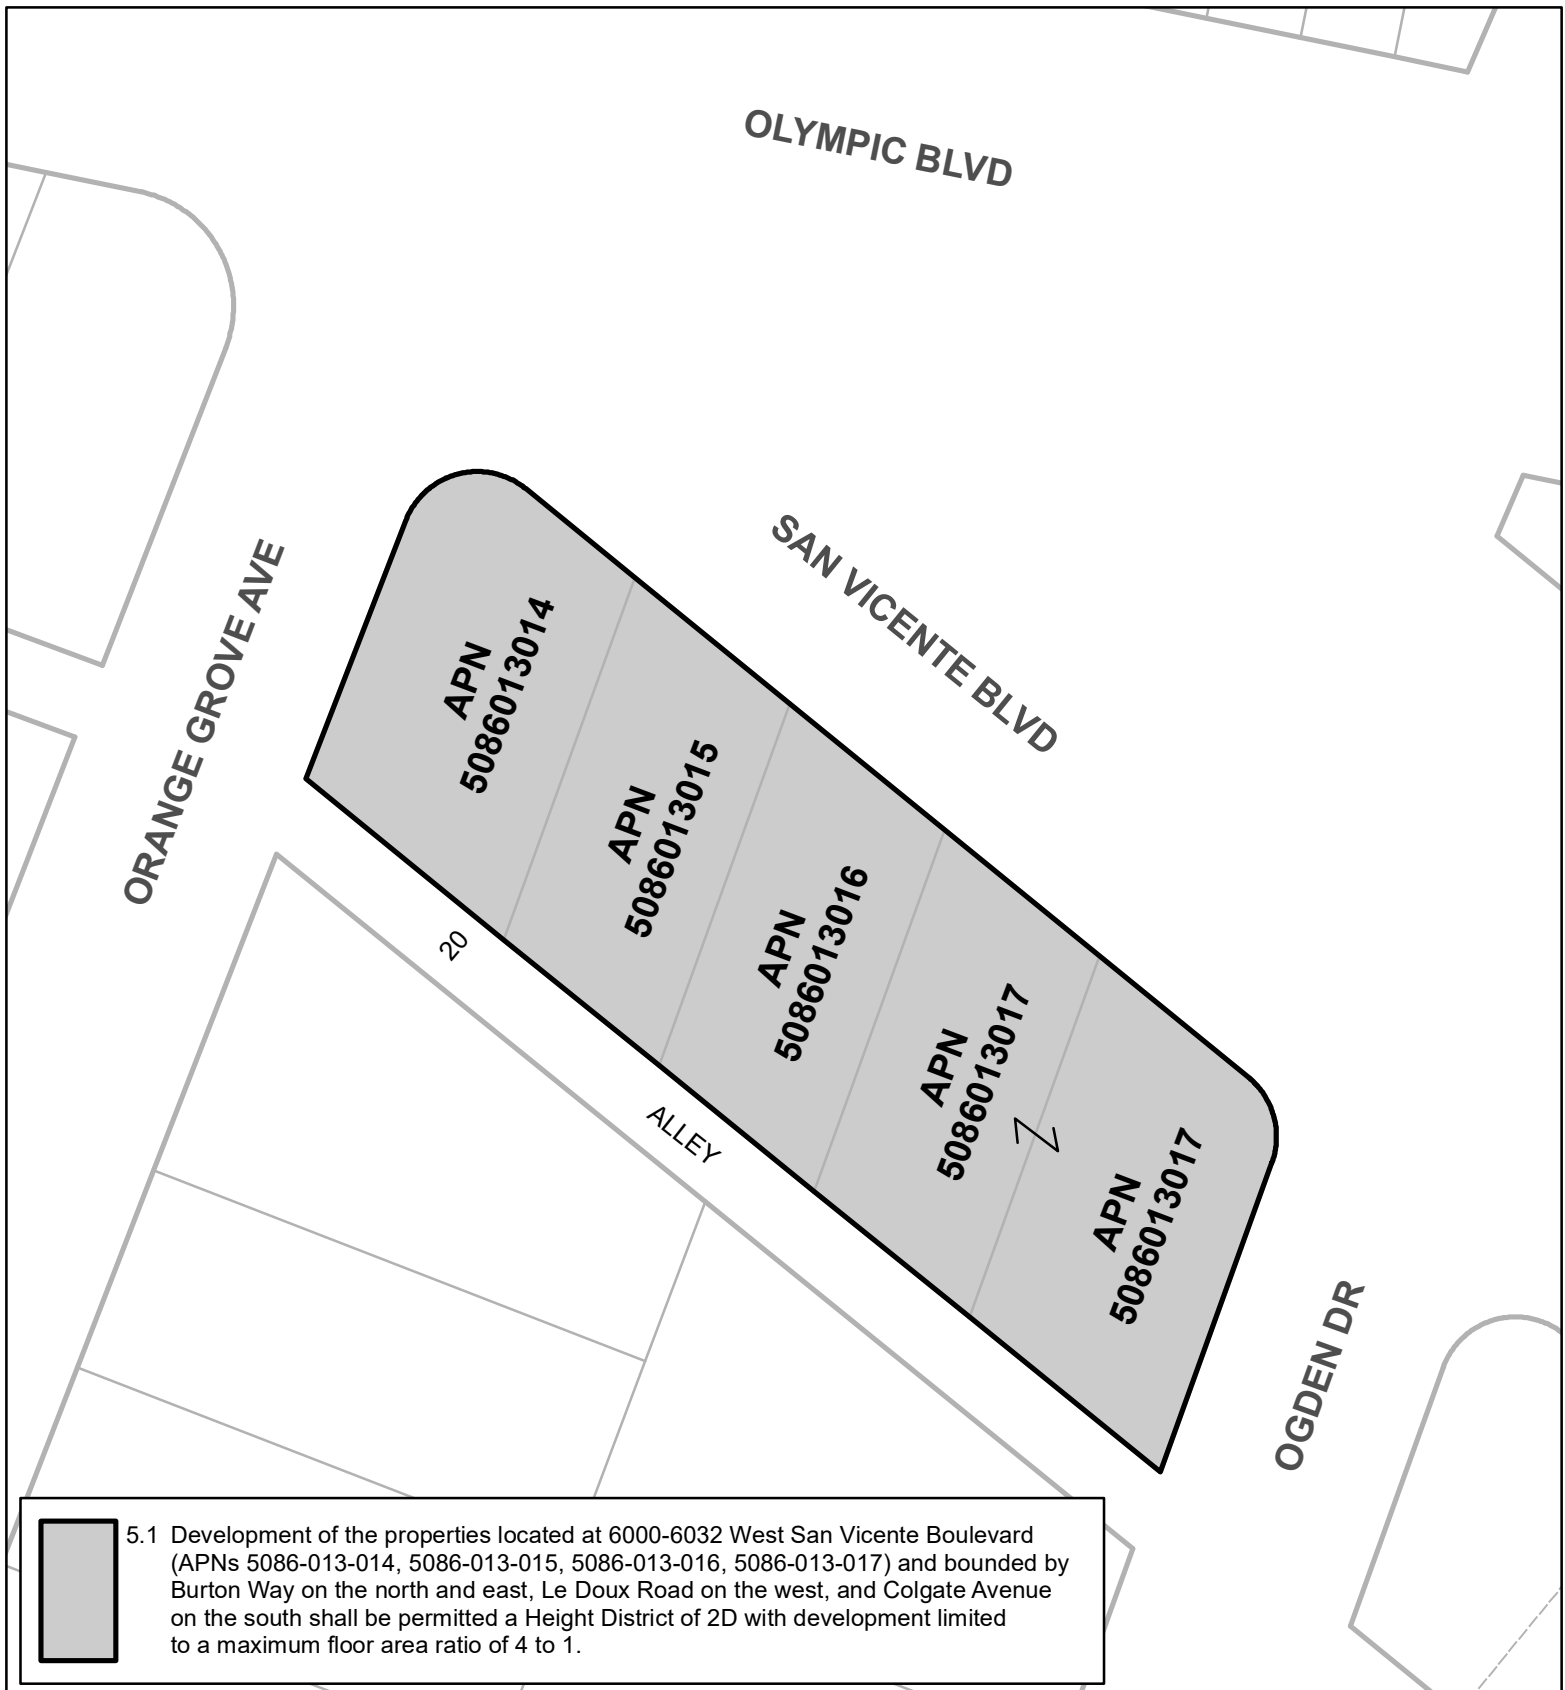 OLYMPIC BLVD
SAN VICENTE BLVD
ORANGE GROVE AVE
APN
5086013014
APN
5086013015
APN
5086013016
APN
5086013017
APN
5086013017
20
ALLEY
OGDEN DR
5.1 Development of the properties located at 6000-6032 West San Vicente Boulevard
(APNs 5086-013-014, 5086-013-015, 5086-013-016, 5086-013-017) and bounded by
Burton Way on the north and east, Le Doux Road on the west, and Colgate Avenue
on the south shall be permitted a Height District of 2D with development limited
to a maximum floor area ratio of 4 to 1.